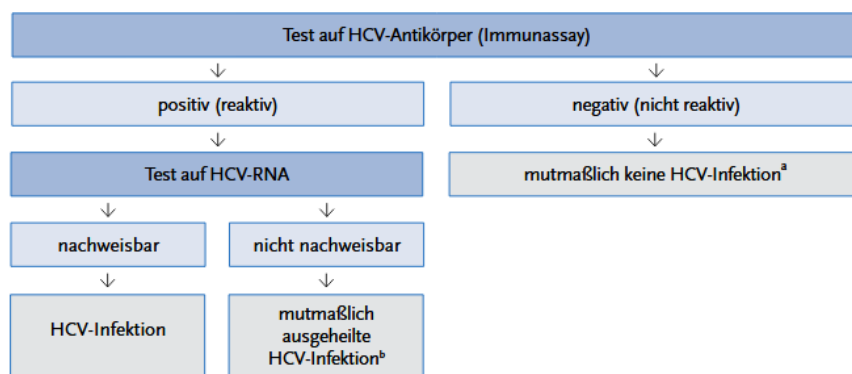 Test auf HCV-Antikörper (Immunassay)
positiv (reaktiv)
negativ (nicht reaktiv)
Test auf HCV-RNA
mutmaßlich keine HCV-Infektionᵃ
nachweisbar
nicht nachweisbar
HCV-Infektion
mutmaßlich
ausgeheilte
HCV-Infektionᵇ